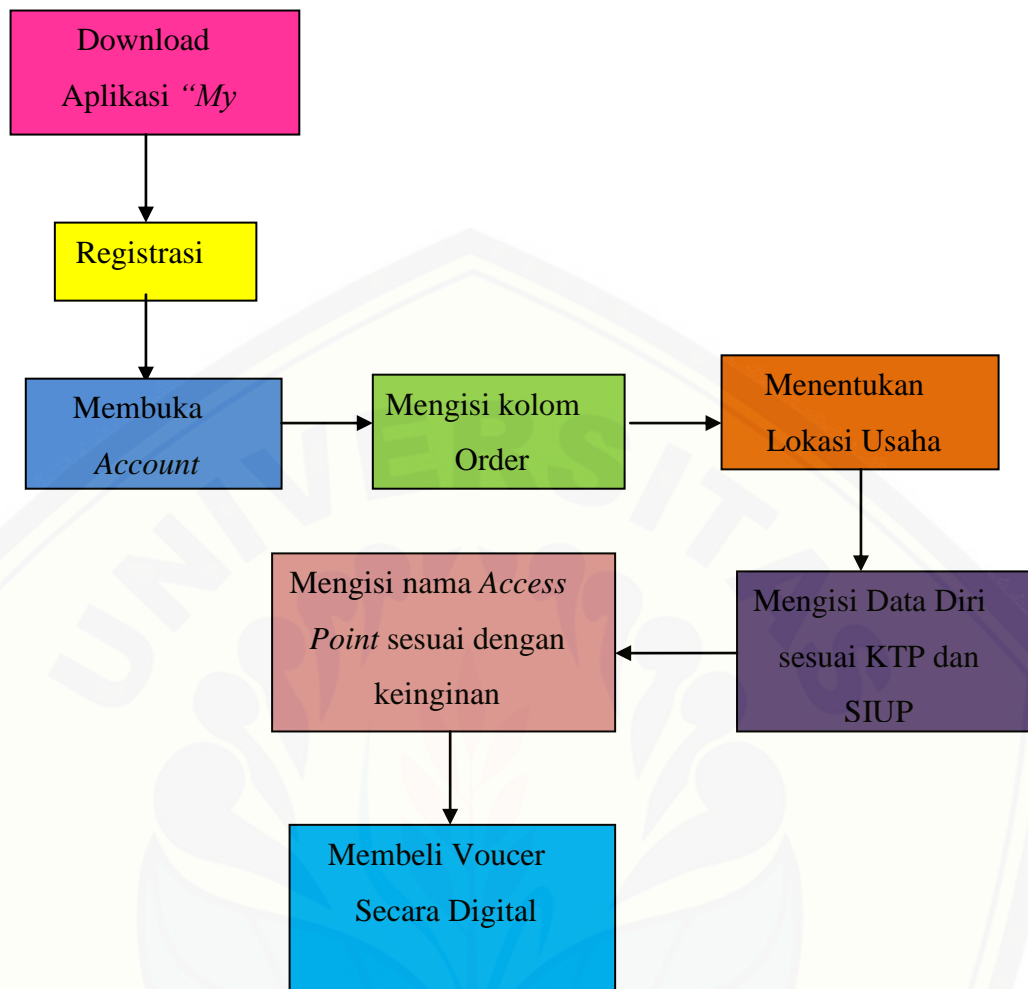 Download
Aplikasi “My
Registrasi
Membuka
Account
Mengisi kolom
Order
Menentukan
Lokasi Usaha
Mengisi Data Diri
sesuai KTP dan
SIUP
Mengisi nama Access
Point sesuai dengan
keinginan
Membeli Voucer
Secara Digital
UNIVERSITAS